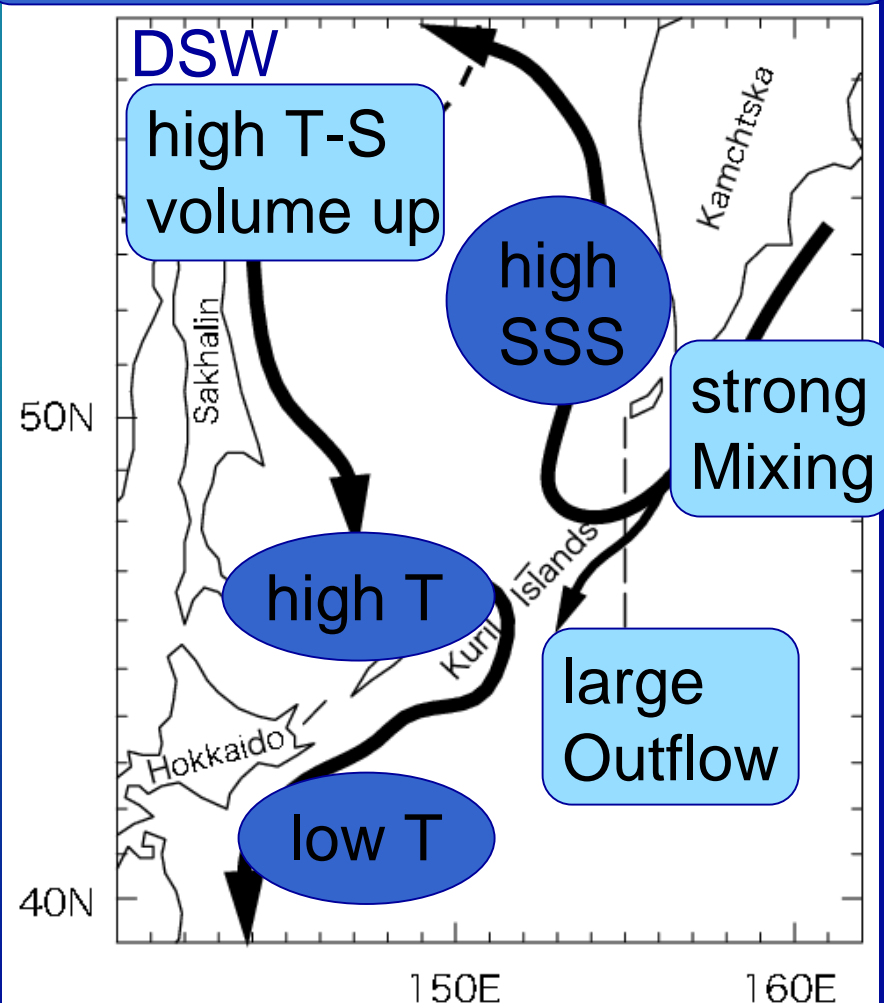 DSW
high T-S
volume up
Kamchtska
high
SSS
Sakhalin
strong
Mixing
50N
high T
Kuril Islands
large
Outflow
Hokkaido
low T
40N
150E
160E